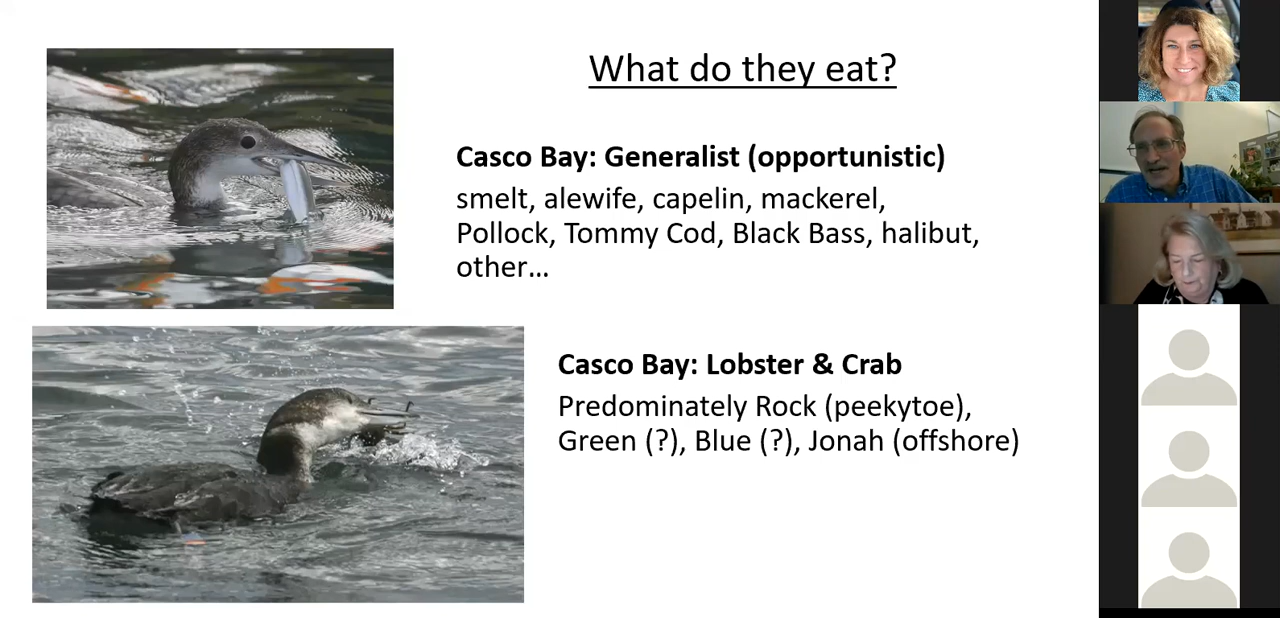 What do they eat?
Casco Bay: Generalist (opportunistic)
smelt, alewife, capelin, mackerel,
Pollock, Tommy Cod, Black Bass, halibut,
other...
Casco Bay: Lobster & Crab
Predominately Rock (peekytoe),
Green (?), Blue (?), Jonah (offshore)